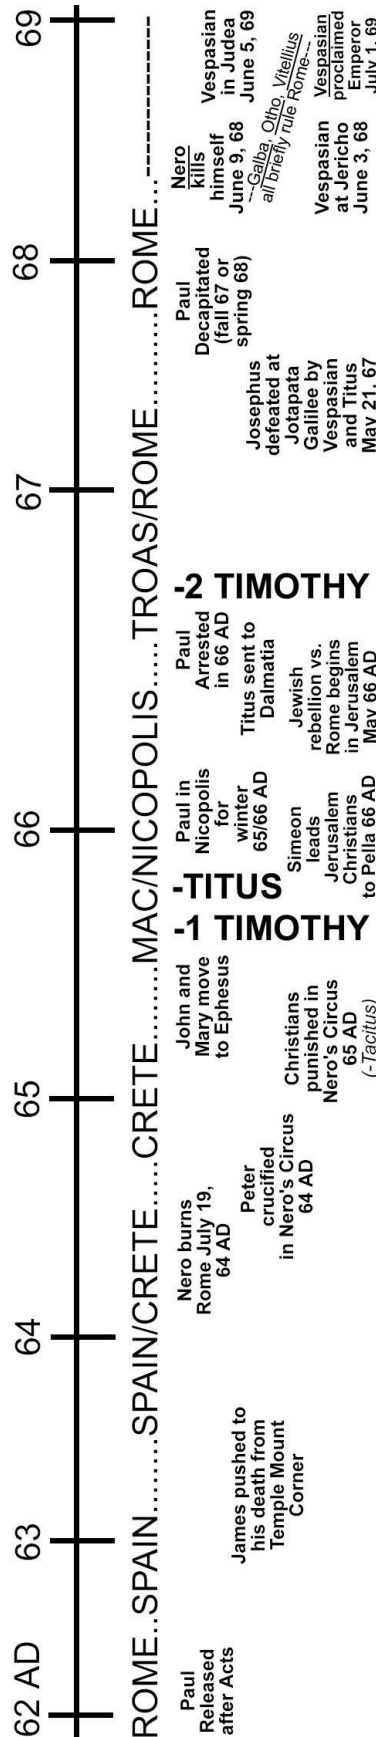 62 AD 63 64 65 66 67 68 69
ROME..SPAIN.........SPAIN/CRETE......CRETE.........MAC/NICOPOLIS......TROAS/ROME...........ROME...--------------
Paul
Released
after Acts
James pushed to
his death from
Temple Mount
Corner
Nero burns
Rome July 19,
64 AD
Peter
crucified
in Nero's Circus
64 AD
John and
Mary move
to Ephesus
Christians
punished in
Nero's Circus
65 AD
(-Tacitus)
-1 TIMOTHY
-TITUS
Paul in
Nicopolis
for
winter
65/66 AD
Simeon
leads
Jerusalem
Christians
to Pella 66 AD
Paul
Arrested
in 66 AD
Titus sent to
Dalmatia
Jewish
rebellion vs.
Rome begins
in Jerusalem
May 66 AD
-2 TIMOTHY
Josephus
defeated at
Jotapata
Galilee by
Vespasian
and Titus
May 21, 67
Paul
Decapitated
(fall 67 or
spring 68)
Nero
kills
himself
June 9, 68
Vespasian
at Jericho
June 3, 68
---Galba, Otho, Vitellius
all briefly rule Rome---
Vespasian
in Judea
June 5, 69
Vespasian
proclaimed
Emperor
July 1, 69